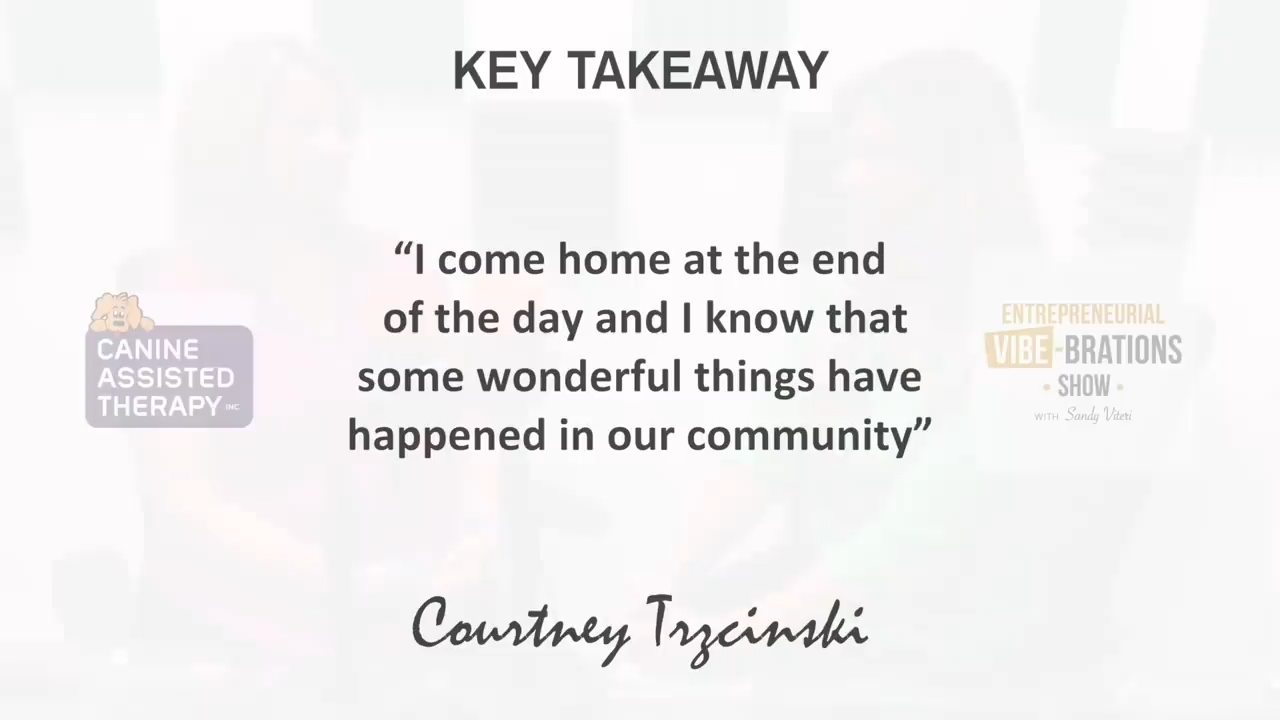 KEY TAKEAWAY
“I come home at the end
of the day and I know that
some wonderful things have
happened in our community”
CANINE
ASSISTED
THERAPY INC
ENTREPRENEURIAL
VIBE-BRATIONS
• SHOW •
WITH Sandy Viteri
Courtney Trzcinski